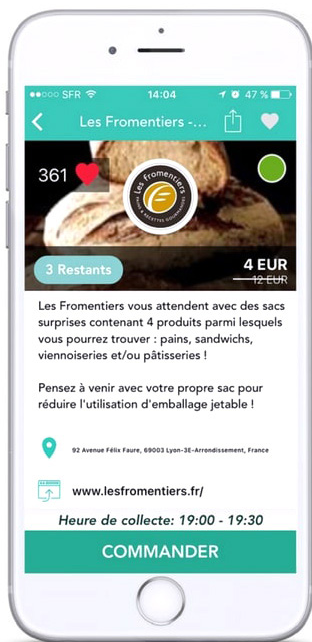 SFR 14:04 47 %
Les Fromentiers -...
361
Les fromentiers
PAINS & RECETTES GOURMANDES
3 Restants
4 EUR
12 EUR
Les Fromentiers vous attendent avec des sacs
surprises contenant 4 produits parmi lesquels
vous pourrez trouver : pains, sandwichs,
viennoiseries et/ou pâtisseries !
Pensez à venir avec votre propre sac pour
réduire l'utilisation d'emballage jetable !
92 Avenue Félix Faure, 69003 Lyon-3E-Arrondissement, France
www.lesfromentiers.fr/
Heure de collecte: 19:00 - 19:30
COMMANDER